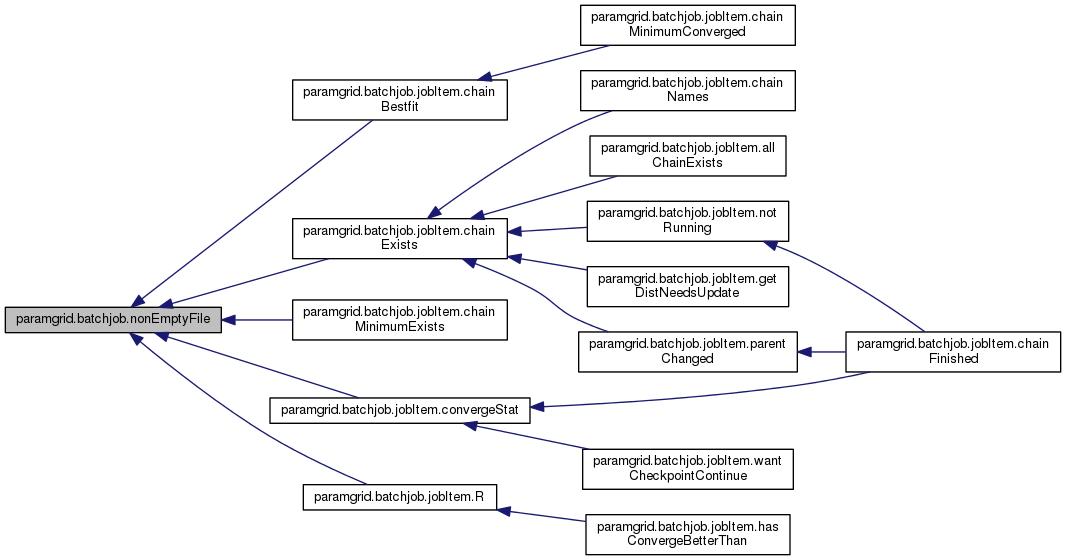 paramgrid.batchjob.jobItem.chain
MinimumConverged
paramgrid.batchjob.jobItem.chain
Names
paramgrid.batchjob.jobItem.chain
Bestfit
paramgrid.batchjob.jobItem.all
ChainExists
paramgrid.batchjob.jobItem.not
Running
paramgrid.batchjob.jobItem.chain
Exists
paramgrid.batchjob.jobItem.get
DistNeedsUpdate
paramgrid.batchjob.nonEmptyFile
paramgrid.batchjob.jobItem.chain
MinimumExists
paramgrid.batchjob.jobItem.parent
Changed
paramgrid.batchjob.jobItem.chain
Finished
paramgrid.batchjob.jobItem.convergeStat
paramgrid.batchjob.jobItem.want
CheckpointContinue
paramgrid.batchjob.jobItem.R
paramgrid.batchjob.jobItem.has
ConvergeBetterThan